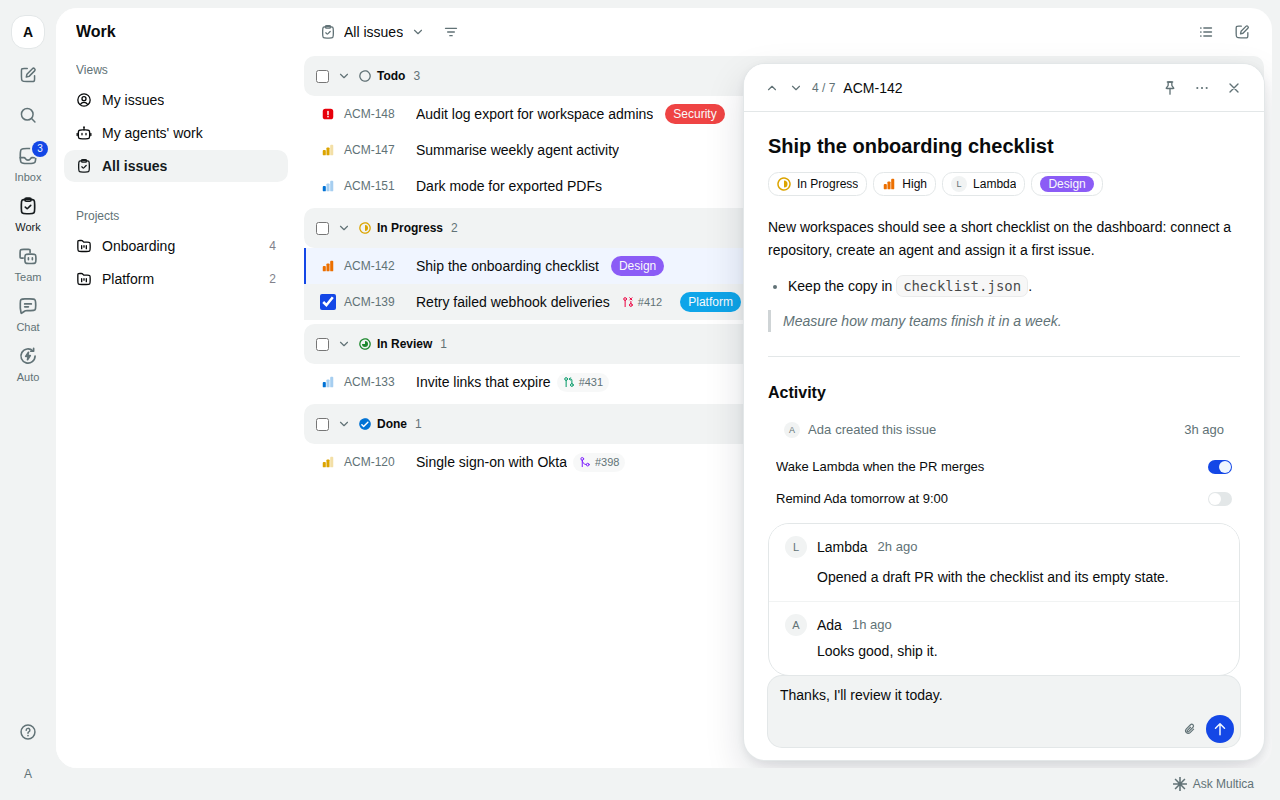 A
Work
All issues
Views
My issues
My agents' work
All issues
Projects
Onboarding 4
Platform 2
3
Inbox
Work
Team
Chat
Auto
A
Todo 3
ACM-148 Audit log export for workspace admins Security
ACM-147 Summarise weekly agent activity
ACM-151 Dark mode for exported PDFs
In Progress 2
ACM-142 Ship the onboarding checklist Design
ACM-139 Retry failed webhook deliveries #412 Platform
In Review 1
ACM-133 Invite links that expire #431
Done 1
ACM-120 Single sign-on with Okta #398
4 / 7 ACM-142
Ship the onboarding checklist
In Progress High L Lambda Design
New workspaces should see a short checklist on the dashboard: connect a
repository, create an agent and assign it a first issue.
• Keep the copy in checklist.json.
Measure how many teams finish it in a week.
Activity
A Ada created this issue 3h ago
Wake Lambda when the PR merges
Remind Ada tomorrow at 9:00
L Lambda 2h ago
Opened a draft PR with the checklist and its empty state.
A Ada 1h ago
Looks good, ship it.
Thanks, I'll review it today.
Ask Multica